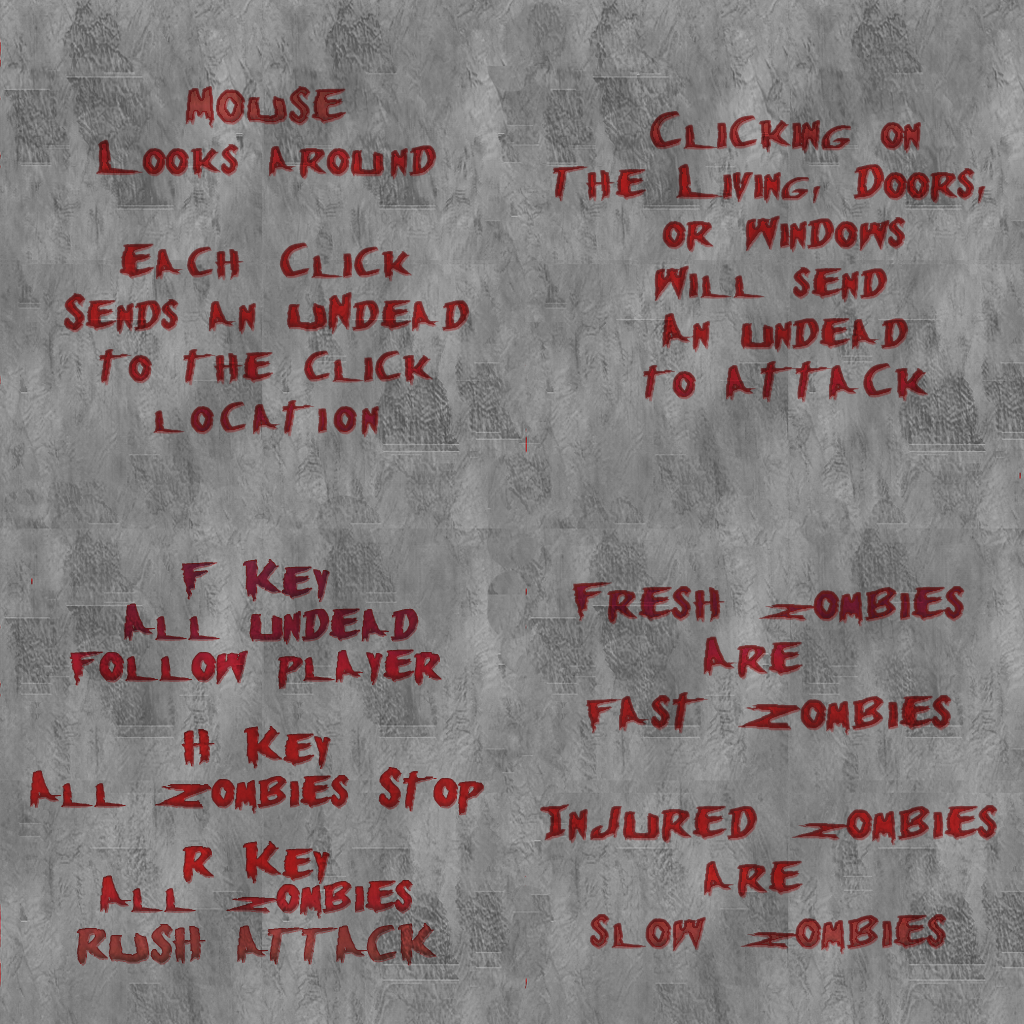 MOUSE
LOOKS AROUND
EACH CLICK
SENDS AN UNDEAD
TO THE CLICK
LOCATION
CLICKING ON
THE LIVING, DOORS,
OR WINDOWS
WILL SEND
AN UNDEAD
TO ATTACK
F KEY
ALL UNDEAD
FOLLOW PLAYER
H KEY
ALL ZOMBIES STOP
R KEY
ALL ZOMBIES
RUSH ATTACK
FRESH ZOMBIES
ARE
FAST ZOMBIES
INJURED ZOMBIES
ARE
SLOW ZOMBIES